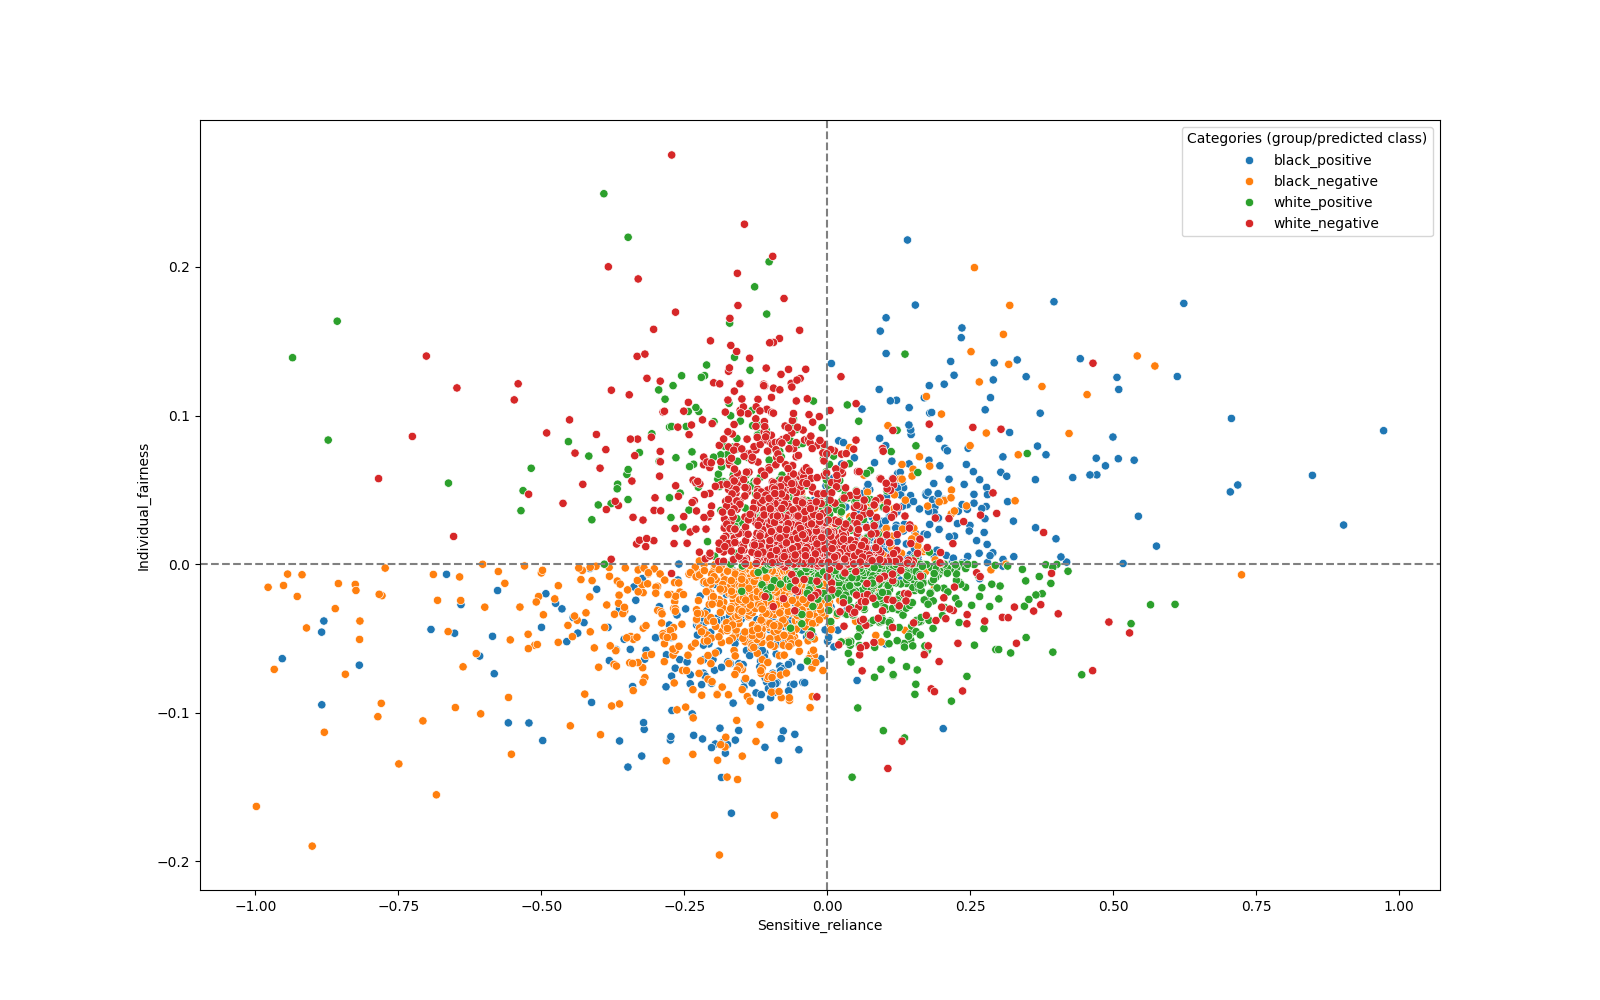 Categories (group/predicted class)
black_positive
black_negative
white_positive
white_negative
Individual_fairness
0.2
0.1
0.0
−0.1
−0.2
−1.00 −0.75 −0.50 −0.25 0.00 0.25 0.50 0.75 1.00
Sensitive_reliance